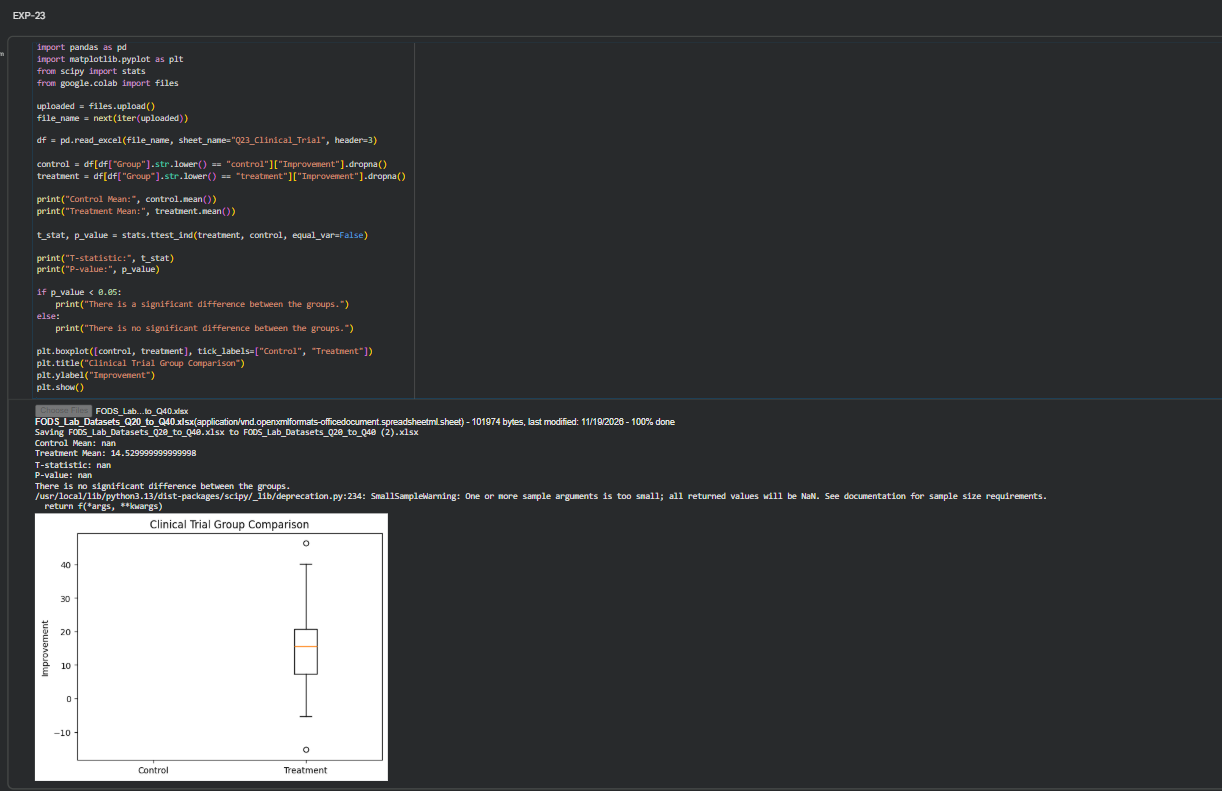 EXP-23
import pandas as pd
import matplotlib.pyplot as plt
from scipy import stats
from google.colab import files
uploaded = files.upload()
file_name = next(iter(uploaded))
df = pd.read_excel(file_name, sheet_name="Q23_Clinical_Trial", header=3)
control = df[df["Group"].str.lower() == "control"]["Improvement"].dropna()
treatment = df[df["Group"].str.lower() == "treatment"]["Improvement"].dropna()
print("Control Mean:", control.mean())
print("Treatment Mean:", treatment.mean())
t_stat, p_value = stats.ttest_ind(treatment, control, equal_var=False)
print("T-statistic:", t_stat)
print("P-value:", p_value)
if p_value < 0.05:
    print("There is a significant difference between the groups.")
else:
    print("There is no significant difference between the groups.")
plt.boxplot([control, treatment], tick_labels=["Control", "Treatment"])
plt.title("Clinical Trial Group Comparison")
plt.ylabel("Improvement")
plt.show()
Choose Files FODS_Lab...to_Q40.xlsx
FODS_Lab_Datasets_Q20_to_Q40.xlsx(application/vnd.openxmlformats-officedocument.spreadsheetml.sheet) - 101974 bytes, last modified: 11/19/2026 - 100% done
Saving FODS_Lab_Datasets_Q20_to_Q40.xlsx to FODS_Lab_Datasets_Q20_to_Q40 (2).xlsx
Control Mean: nan
Treatment Mean: 14.529999999999998
T-statistic: nan
P-value: nan
There is no significant difference between the groups.
/usr/local/lib/python3.13/dist-packages/scipy/_lib/deprecation.py:234: SmallSampleWarning: One or more sample arguments is too small; all returned values will be NaN. See documentation for sample size requirements.
  return f(*args, **kwargs)
Clinical Trial Group Comparison
40
30
20
10
0
−10
Improvement
Control Treatment